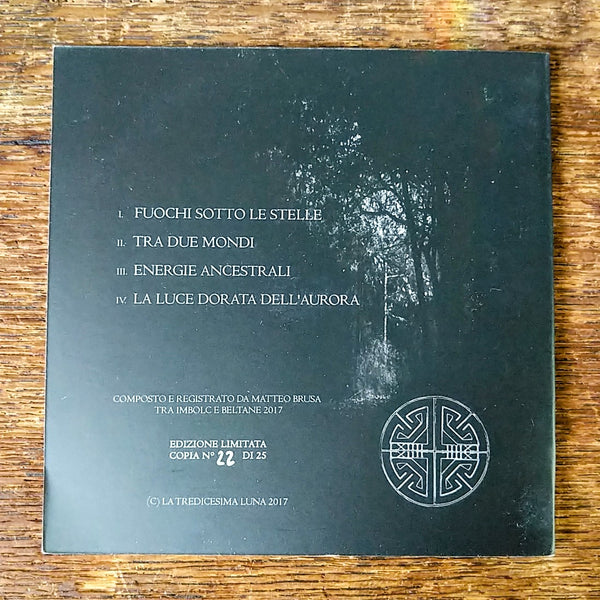 I. FUOCHI SOTTO LE STELLE
II. TRA DUE MONDI
III. ENERGIE ANCESTRALI
IV. LA LUCE DORATA DELL'AURORA
COMPOSTO E REGISTRATO DA MATTEO BRUSA
TRA IMBOLC E BELTANE 2017
EDIZIONE LIMITATA
COPIA N° 22 DI 25
(C) LA TREDICESIMA LUNA 2017